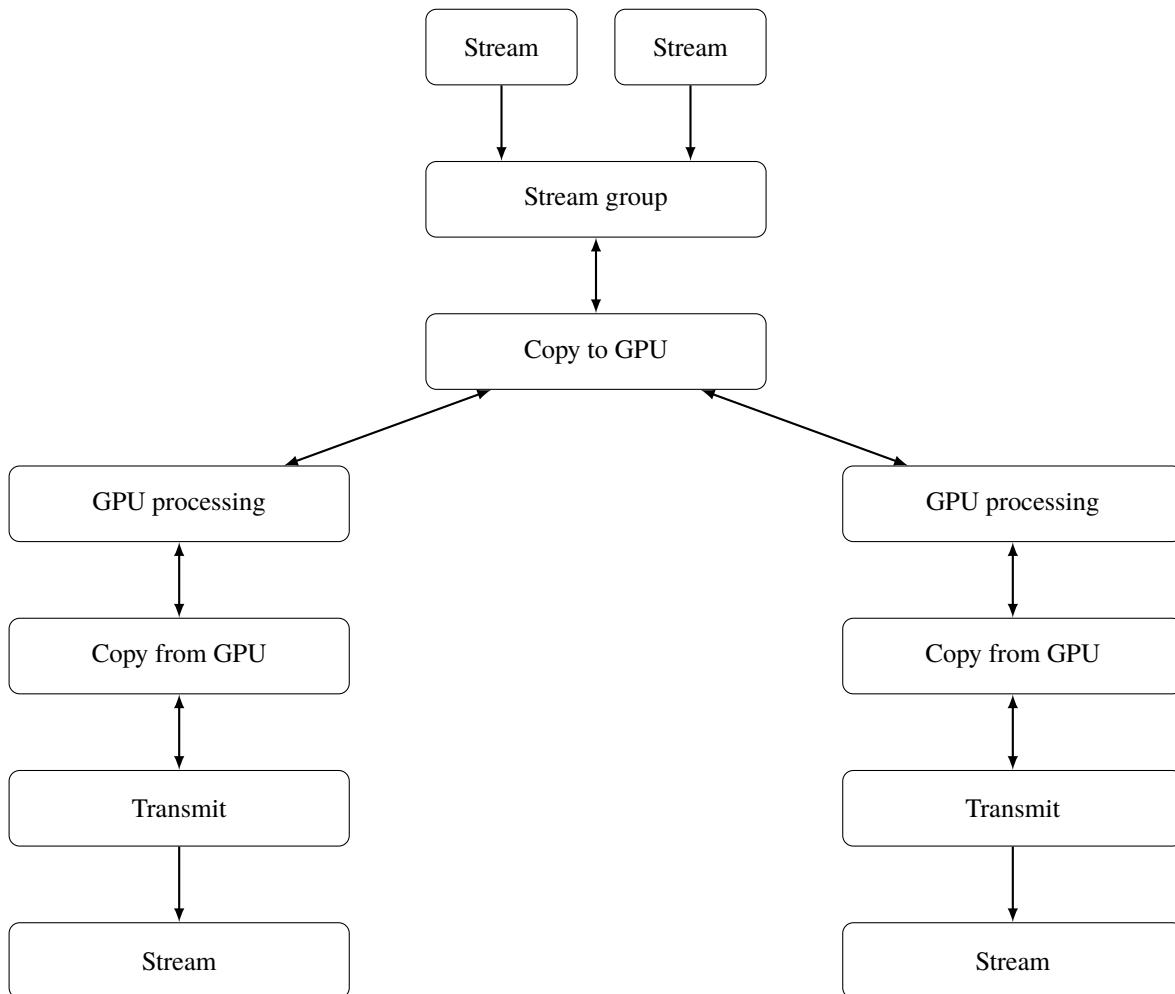 Stream
Stream
Stream group
Copy to GPU
GPU processing
GPU processing
Copy from GPU
Copy from GPU
Transmit
Transmit
Stream
Stream